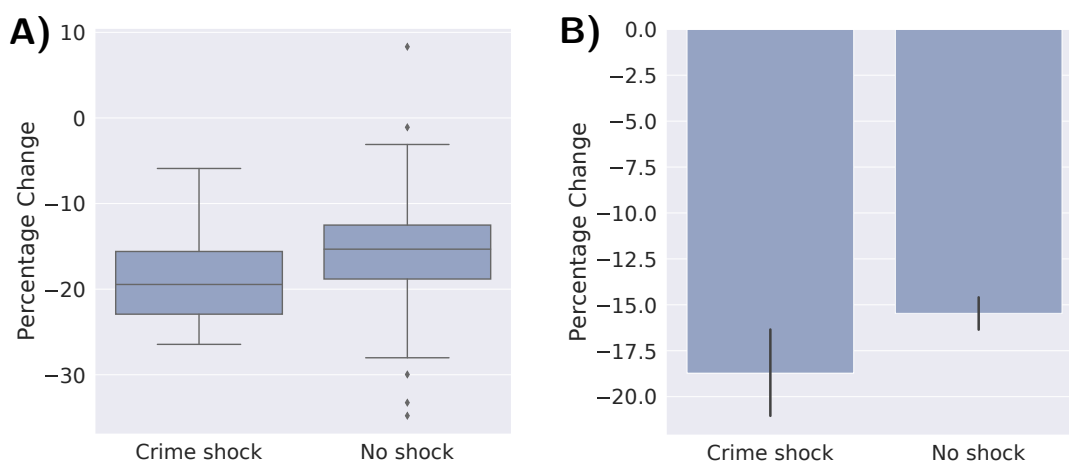 A)
Percentage Change
10
0
−10
−20
−30
Crime shock
No shock
B)
Percentage Change
0.0
−2.5
−5.0
−7.5
−10.0
−12.5
−15.0
−17.5
−20.0
Crime shock
No shock